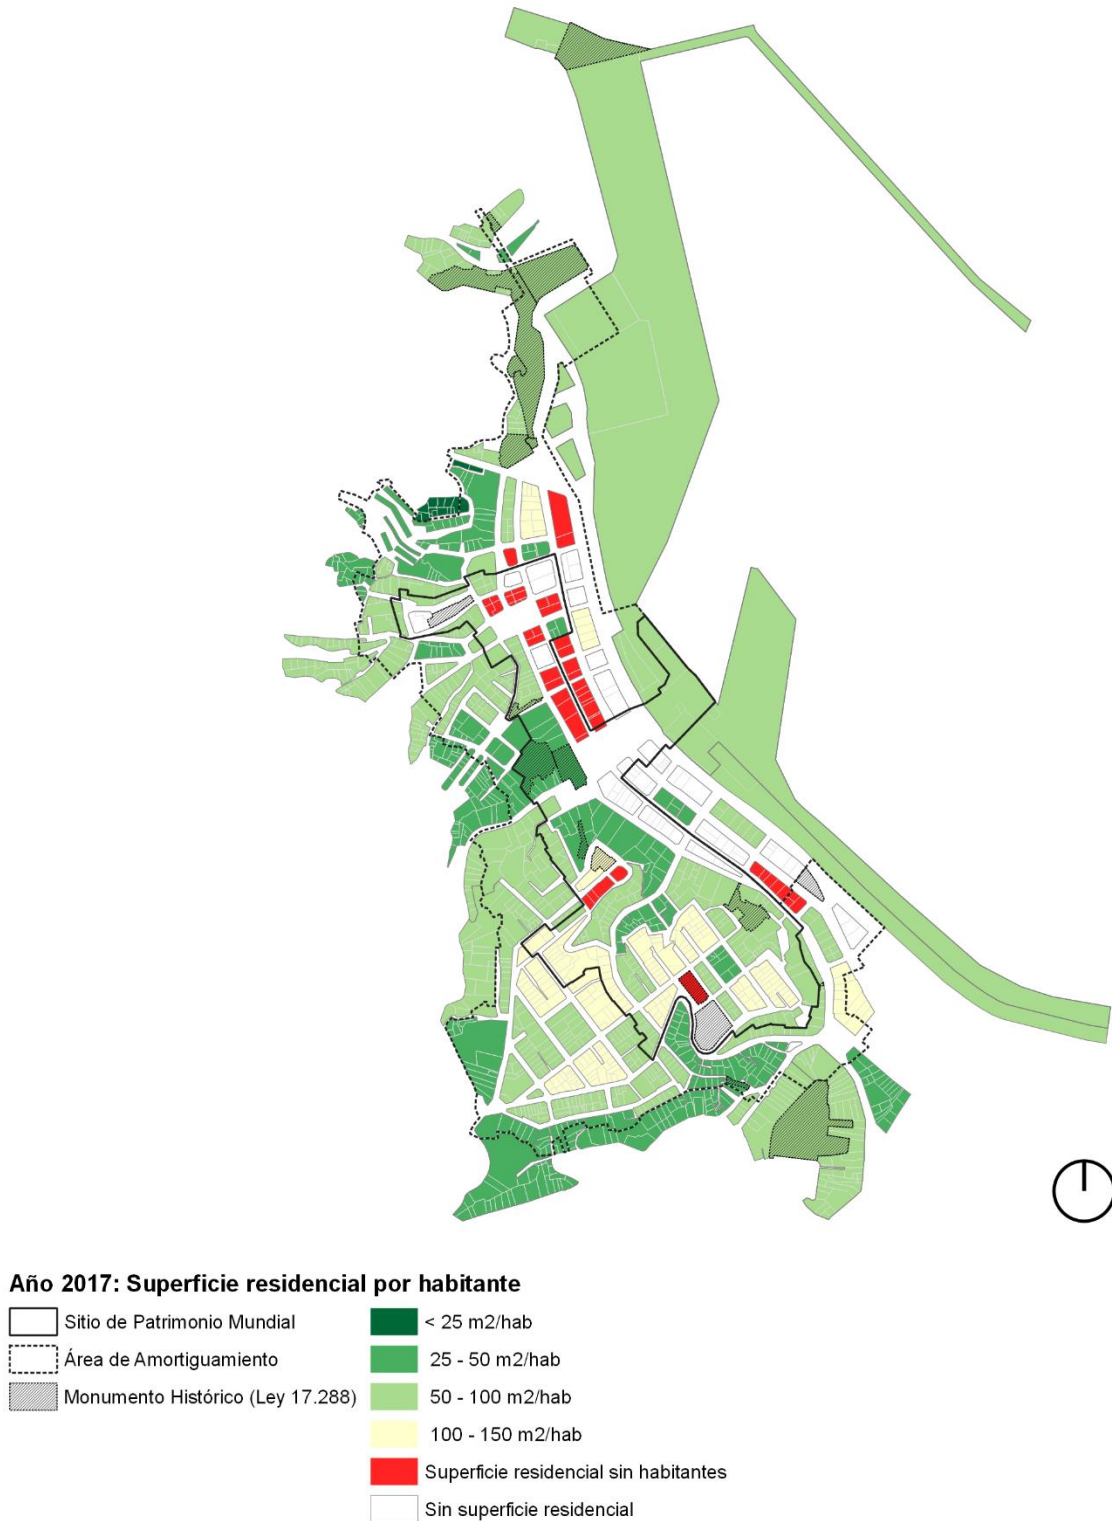 Año 2017: Superficie residencial por habitante
Sitio de Patrimonio Mundial
Área de Amortiguamiento
Monumento Histórico (Ley 17.288)
< 25 m2/hab
25 - 50 m2/hab
50 - 100 m2/hab
100 - 150 m2/hab
Superficie residencial sin habitantes
Sin superficie residencial